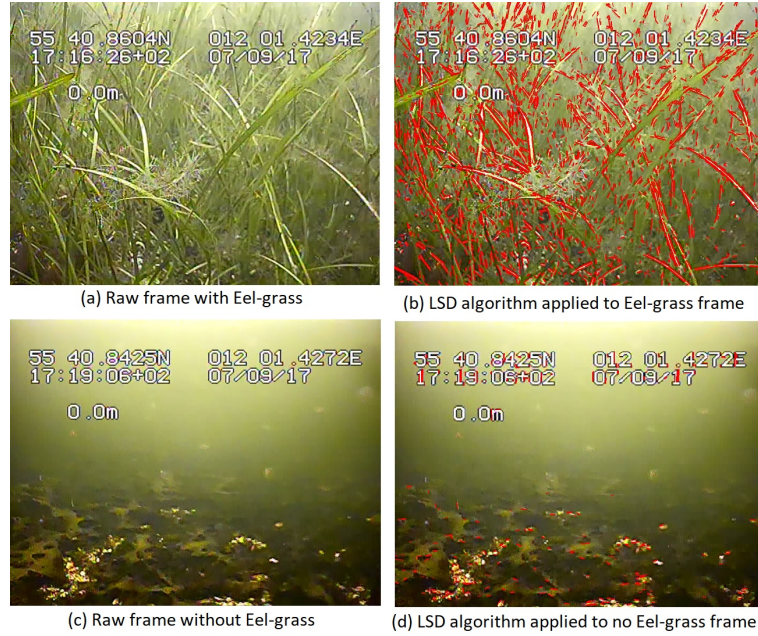 55 40.8604N 012 01.4234E
17:16:26+02 07/09/17
0.0m
55 40.8604N 012 01.4234E
17:16:26+02 07/09/17
0.0m
(a) Raw frame with Eel-grass
(b) LSD algorithm applied to Eel-grass frame
55 40.8425N 012 01.4272E
17:19:06+02 07/09/17
0.0m
55 40.8425N 012 01.4272E
17:19:06+02 07/09/17
0.0m
(c) Raw frame without Eel-grass
(d) LSD algorithm applied to no Eel-grass frame